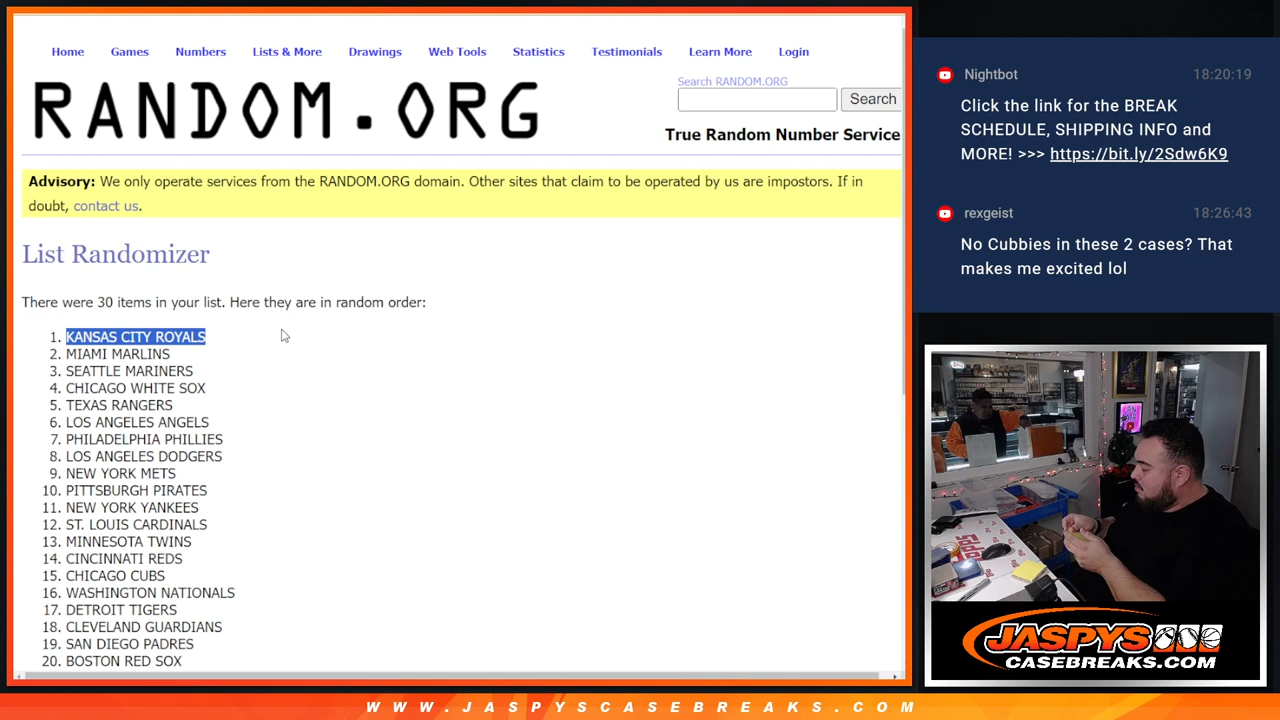 Home Games Numbers Lists & More Drawings Web Tools Statistics Testimonials Learn More Login
RANDOM.ORG
Search RANDOM.ORG
Search
True Random Number Service
Advisory: We only operate services from the RANDOM.ORG domain. Other sites that claim to be operated by us are impostors. If in
doubt, contact us.
List Randomizer
There were 30 items in your list. Here they are in random order:
1. KANSAS CITY ROYALS
2. MIAMI MARLINS
3. SEATTLE MARINERS
4. CHICAGO WHITE SOX
5. TEXAS RANGERS
6. LOS ANGELES ANGELS
7. PHILADELPHIA PHILLIES
8. LOS ANGELES DODGERS
9. NEW YORK METS
10. PITTSBURGH PIRATES
11. NEW YORK YANKEES
12. ST. LOUIS CARDINALS
13. MINNESOTA TWINS
14. CINCINNATI REDS
15. CHICAGO CUBS
16. WASHINGTON NATIONALS
17. DETROIT TIGERS
18. CLEVELAND GUARDIANS
19. SAN DIEGO PADRES
20. BOSTON RED SOX
Nightbot 18:20:19
Click the link for the BREAK
SCHEDULE, SHIPPING INFO and
MORE! >>> https://bit.ly/2Sdw6K9
rexgeist 18:26:43
No Cubbies in these 2 cases? That
makes me excited lol
JASPYS
CASEBREAKS.COM
WWW.JASPYSCASEBREAKS.COM